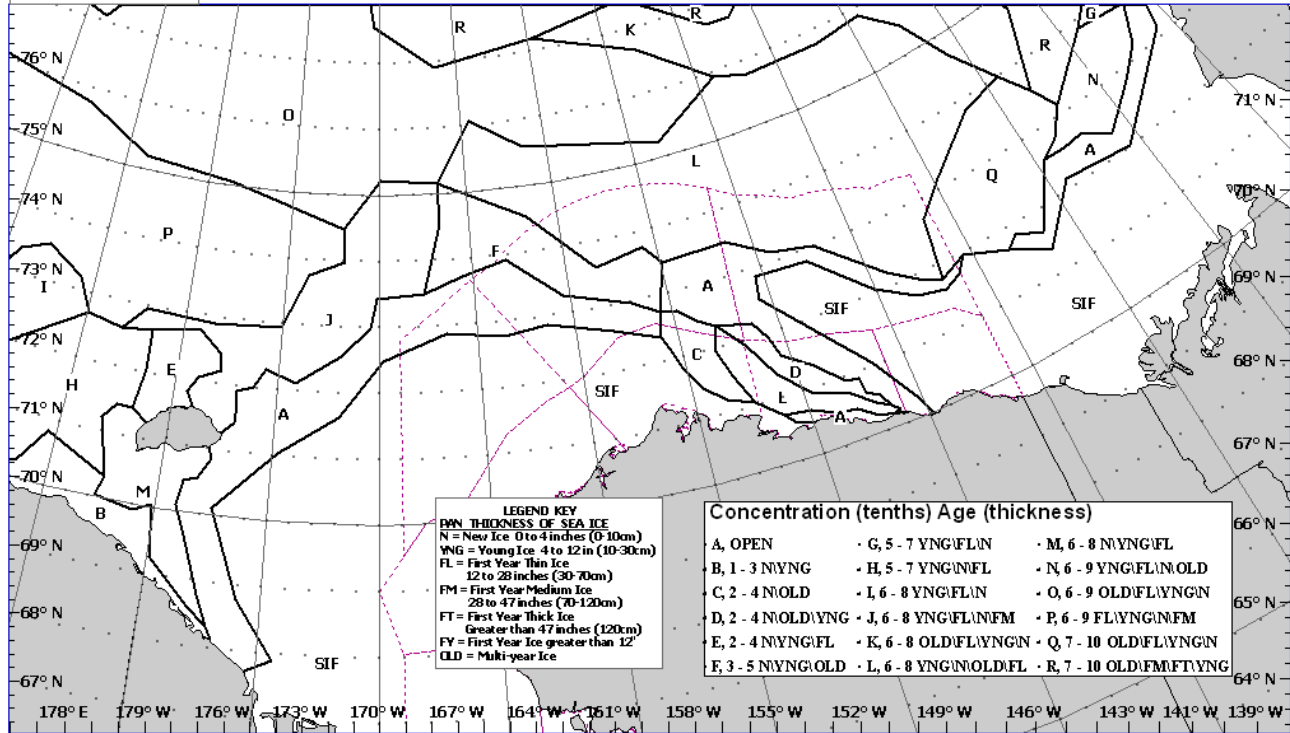 R
K
R
G
R
N
O
A
L
Q
P
F
I
A
J
SIF
SIF
C
E
D
H
SIF
A
L
A
M
B
SIF
76° N
75° N
74° N
73° N
72° N
71° N
70° N
69° N
68° N
67° N
71° N
70° N
69° N
68° N
67° N
66° N
65° N
64° N
178° E
179° W
176° W
173° W
170° W
167° W
164° W
161° W
158° W
155° W
152° W
149° W
146° W
143° W
139° W
LEGEND KEY
PAN THICKNESS OF SEA ICE
N = New Ice 0 to 4 inches (0-10cm)
YNG = Young Ice 4 to 12 in (10-30cm)
FL = First Year Thin Ice
12 to 28 inches (30-70cm)
FM = First Year Medium Ice
28 to 47 inches (70-120cm)
FT = First Year Thick Ice
Greater than 47 inches (120cm)
FY = First Year Ice greater than 12"
OLD = Multi-year Ice
Concentration (tenths) Age (thickness)
A, OPEN
B, 1 - 3 N\YNG
C, 2 - 4 N\OLD
D, 2 - 4 N\OLD\YNG
E, 2 - 4 N\YNG\FL
F, 3 - 5 N\YNG\OLD
G, 5 - 7 YNG\FL\N
H, 5 - 7 YNG\N\FL
I, 6 - 8 YNG\FL\N
J, 6 - 8 YNG\FL\N\FM
K, 6 - 8 OLD\FL\YNG\N
L, 6 - 8 YNG\N\OLD\FL
M, 6 - 8 N\YNG\FL
N, 6 - 9 YNG\FL\N\OLD
O, 6 - 9 OLD\FL\YNG\N
P, 6 - 9 FL\YNG\N\FM
Q, 7 - 10 OLD\FL\YNG\N
R, 7 - 10 OLD\FM\FT\YNG